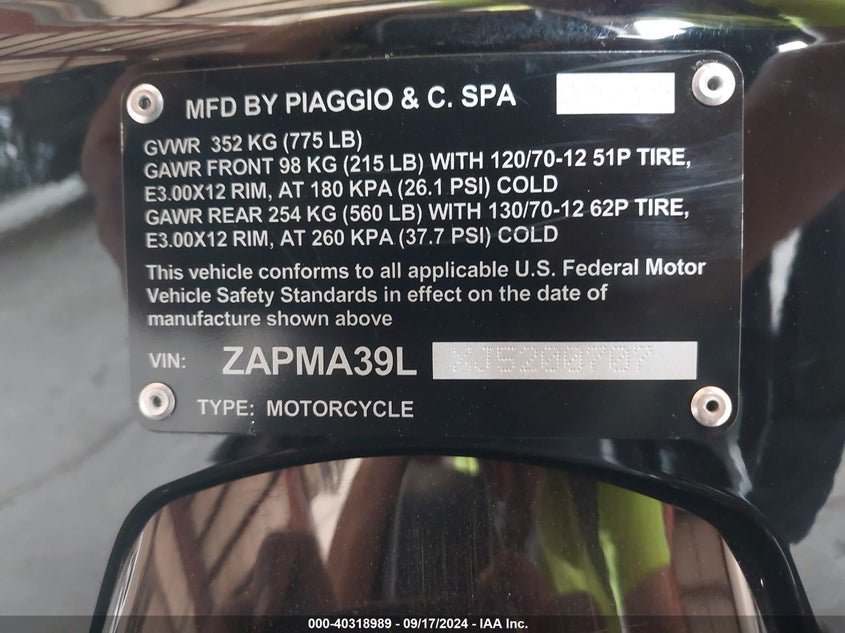 MFD BY PIAGGIO & C. SPA
GVWR 352 KG (775 LB)
GAWR FRONT 98 KG (215 LB) WITH 120/70-12 51P TIRE,
E3.00X12 RIM, AT 180 KPA (26.1 PSI) COLD
GAWR REAR 254 KG (560 LB) WITH 130/70-12 62P TIRE,
E3.00X12 RIM, AT 260 KPA (37.7 PSI) COLD
This vehicle conforms to all applicable U.S. Federal Motor
Vehicle Safety Standards in effect on the date of
manufacture shown above
VIN: ZAPMA39L XJ5200707
TYPE: MOTORCYCLE
000-40318989 - 09/17/2024 - IAA Inc.